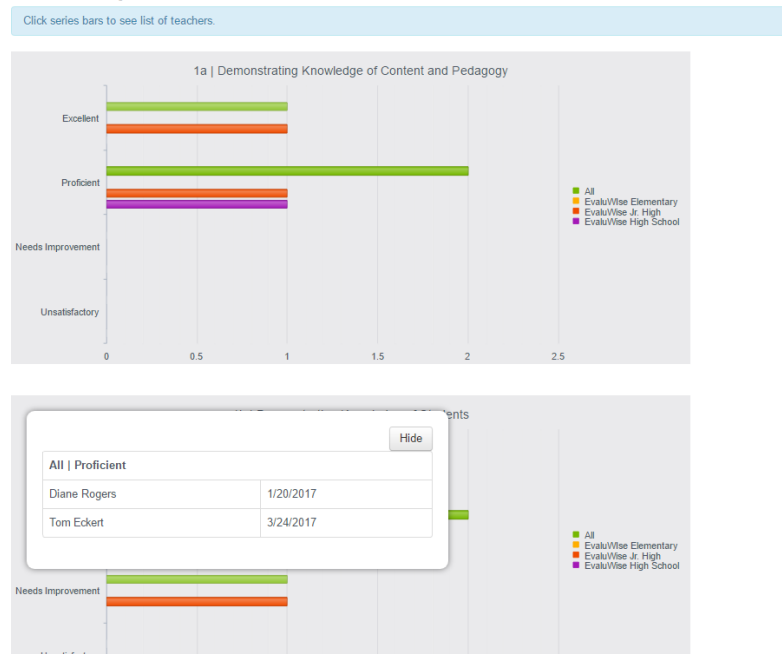 Click series bars to see list of teachers.
1a | Demonstrating Knowledge of Content and Pedagogy
Excellent
Proficient
Needs Improvement
Unsatisfactory
0 0.5 1 1.5 2 2.5
All
EvaluWIse Elementary
EvaluWise Jr. High
EvaluWise High School
Hide
All | Proficient
Diane Rogers 1/20/2017
Tom Eckert 3/24/2017
All
EvaluWIse Elementary
EvaluWise Jr. High
EvaluWise High School
Needs Improvement